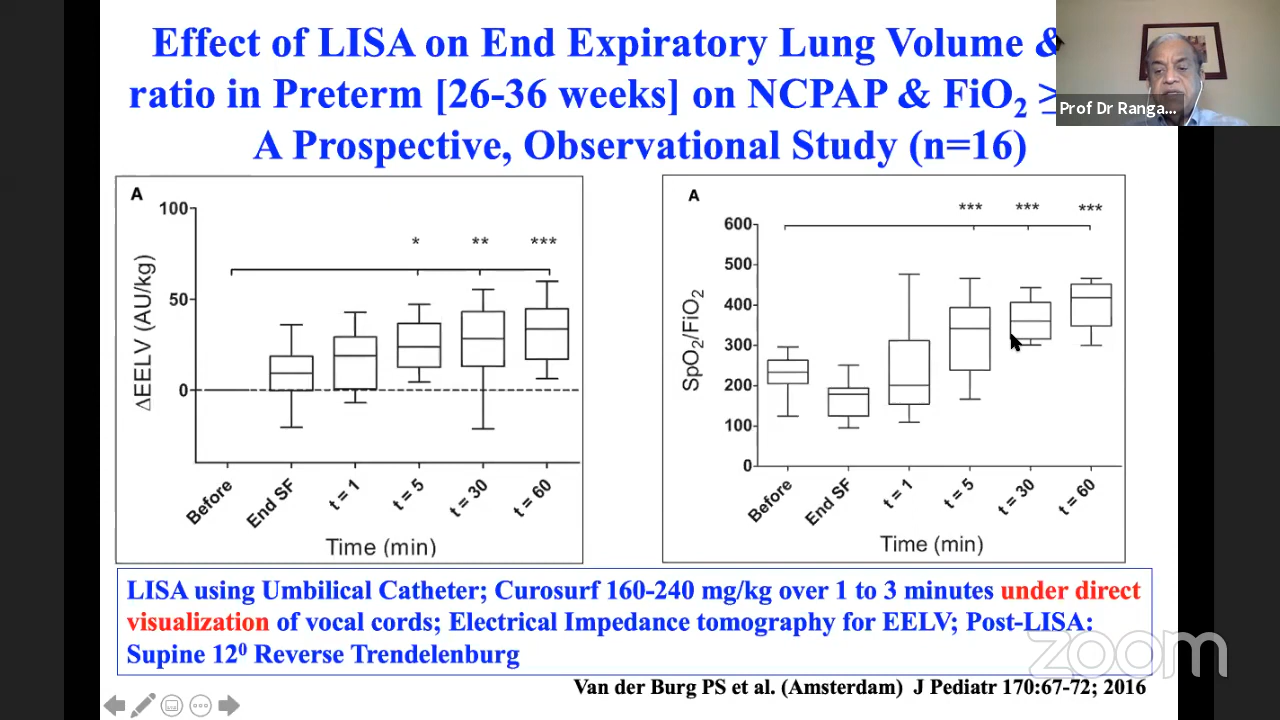 Effect of LISA on End Expiratory Lung Volume &
ratio in Preterm [26-36 weeks] on NCPAP & FiO₂ ≥
A Prospective, Observational Study (n=16)
Prof Dr Ranga...
A
100
50
0
ΔEELV (AU/kg)
* ** ***
Before End SF t = 1 t = 5 t = 30 t = 60
Time (min)
A
600
500
400
300
200
100
0
SpO₂/FiO₂
*** *** ***
Before End SF t = 1 t = 5 t = 30 t = 60
Time (min)
LISA using Umbilical Catheter; Curosurf 160-240 mg/kg over 1 to 3 minutes under direct
visualization of vocal cords; Electrical Impedance tomography for EELV; Post-LISA:
Supine 12⁰ Reverse Trendelenburg
zoom
Van der Burg PS et al. (Amsterdam) J Pediatr 170:67-72; 2016